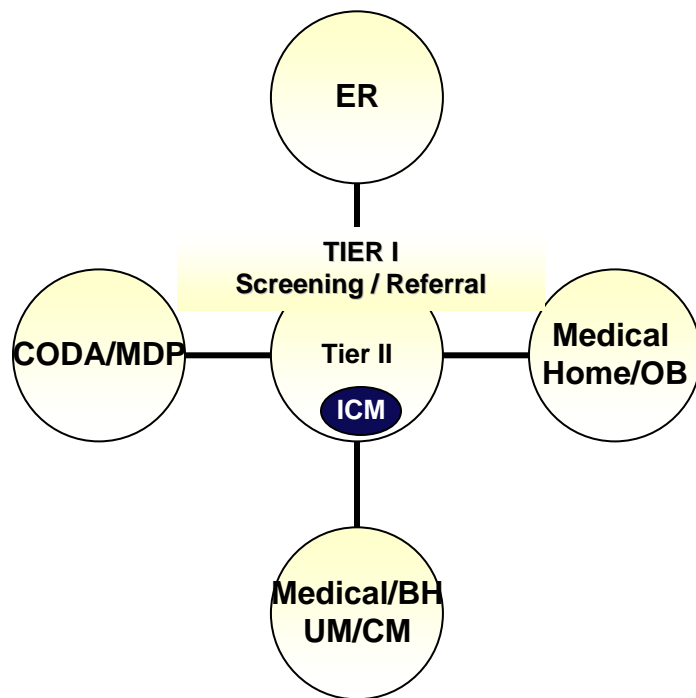 ER
TIER I
Screening / Referral
CODA/MDP
Tier II
Medical
Home/OB
ICM
Medical/BH
UM/CM